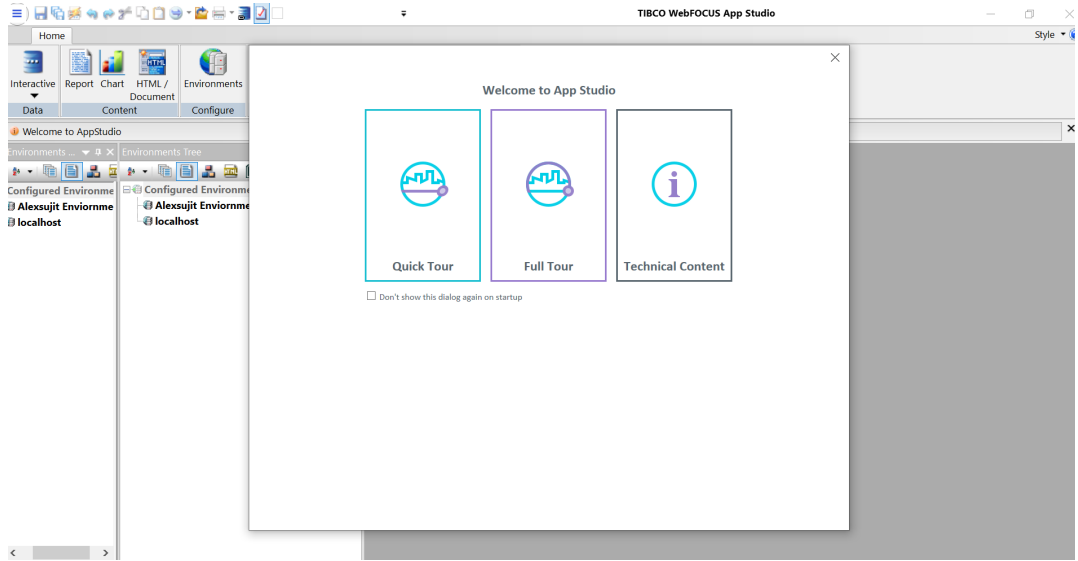 TIBCO WebFOCUS App Studio
Home
Style
Interactive
Report
Chart
HTML /
Document
Environments
Data
Content
Configure
Welcome to AppStudio
Environments ...
Configured Environme
Alexsujit Enviornme
localhost
Environments Tree
Configured Environme
Alexsujit Enviornme
localhost
Welcome to App Studio
Quick Tour
Full Tour
Technical Content
Don't show this dialog again on startup